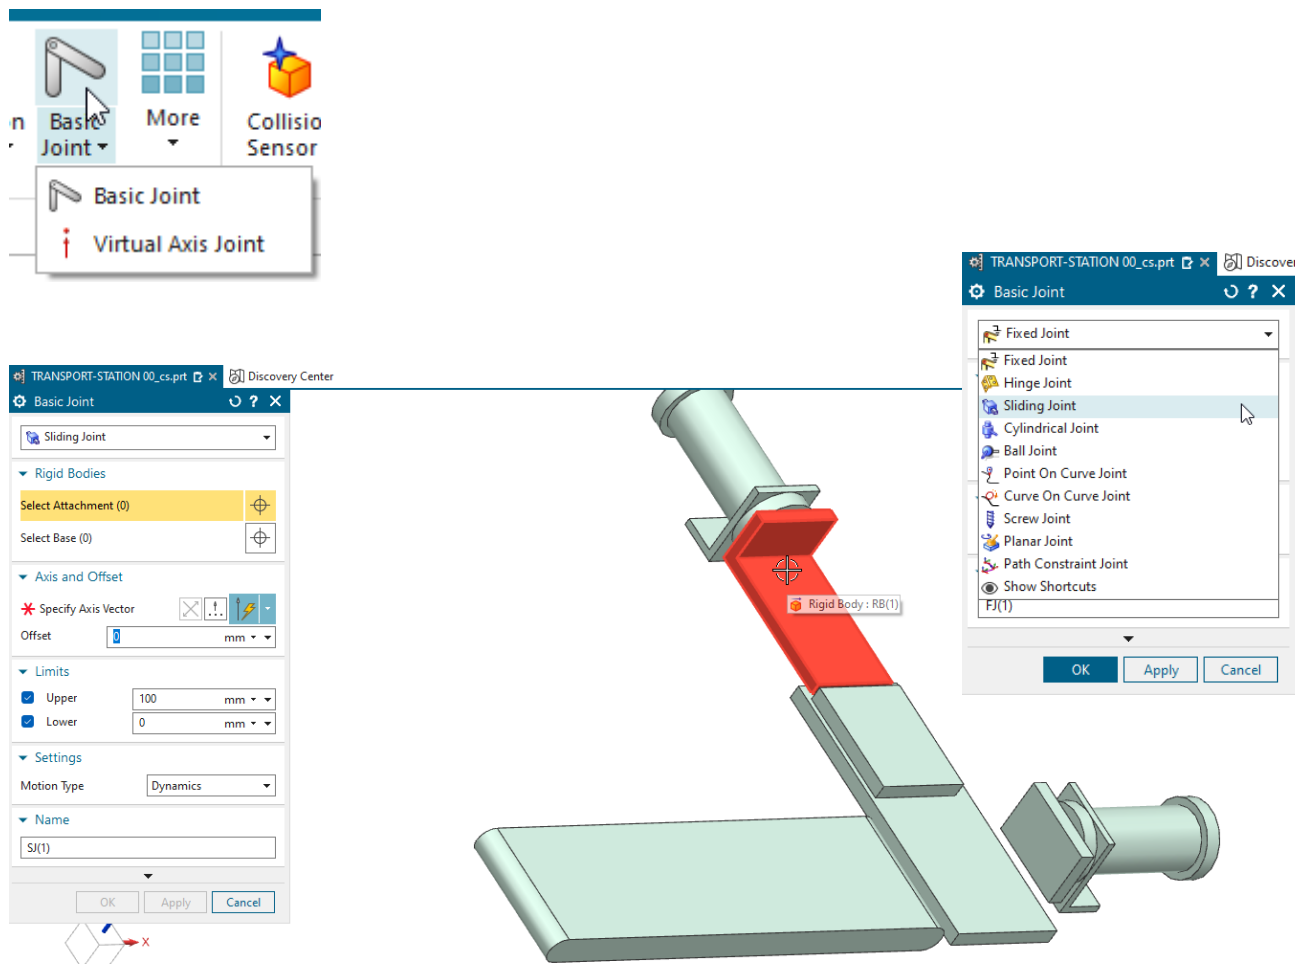 n
Basic
Joint
More
Collisio
Sensor
Basic Joint
Virtual Axis Joint
TRANSPORT-STATION 00_cs.prt
Discover
Basic Joint
Fixed Joint
Fixed Joint
Hinge Joint
Sliding Joint
Cylindrical Joint
Ball Joint
Point On Curve Joint
Curve On Curve Joint
Screw Joint
Planar Joint
Path Constraint Joint
Show Shortcuts
FJ(1)
OK Apply Cancel
TRANSPORT-STATION 00_cs.prt
Discovery Center
Basic Joint
Sliding Joint
Rigid Bodies
Select Attachment (0)
Select Base (0)
Axis and Offset
Specify Axis Vector
Offset 0 mm
Limits
Upper 100 mm
Lower 0 mm
Settings
Motion Type Dynamics
Name
SJ(1)
OK Apply Cancel
X
Rigid Body : RB(1)